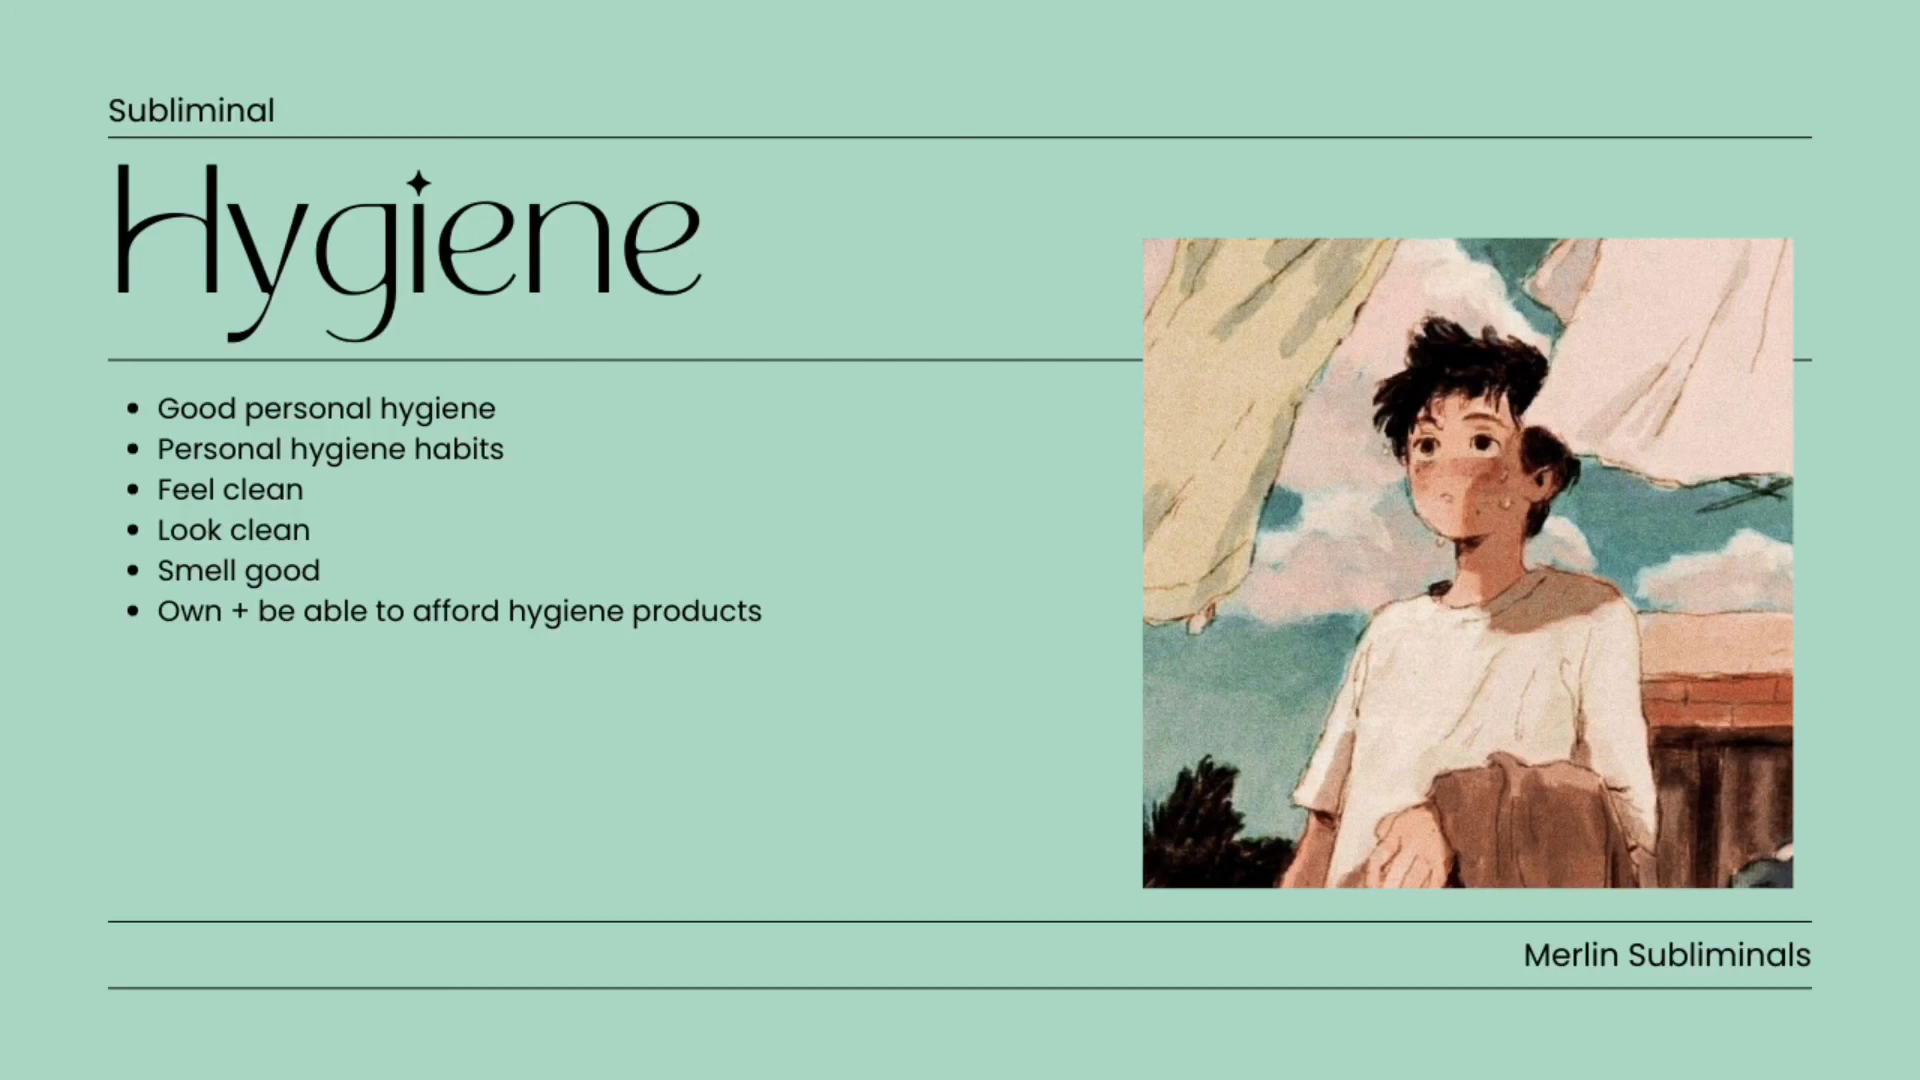 Subliminal
Hygiene
• Good personal hygiene
• Personal hygiene habits
• Feel clean
• Look clean
• Smell good
• Own + be able to afford hygiene products
Merlin Subliminals